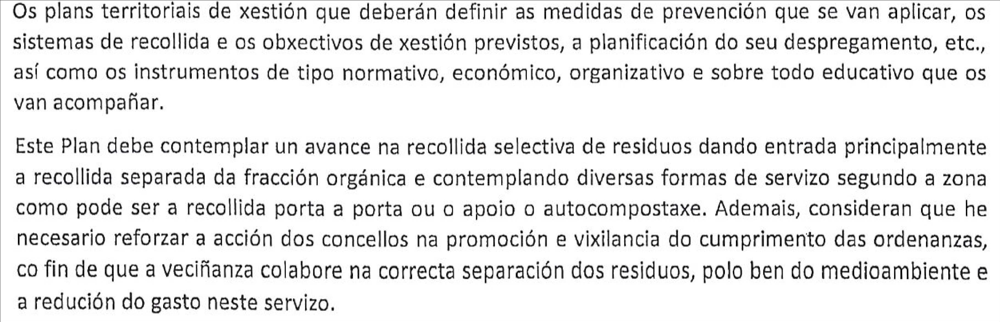 Os plans territoriais de xestión que deberán definir as medidas de prevención que se van aplicar, os
sistemas de recollida e os obxectivos de xestión previstos, a planificación do seu despregamento, etc.,
así como os instrumentos de tipo normativo, económico, organizativo e sobre todo educativo que os
van acompañar.
Este Plan debe contemplar un avance na recollida selectiva de residuos dando entrada principalmente
a recollida separada da fracción orgánica e contemplando diversas formas de servizo segundo a zona
como pode ser a recollida porta a porta ou o apoio o autocompostaxe. Ademais, consideran que he
necesario reforzar a acción dos concellos na promoción e vixilancia do cumprimento das ordenanzas,
co fin de que a veciñanza colabore na correcta separación dos residuos, polo ben do medioambiente e
a redución do gasto neste servizo.